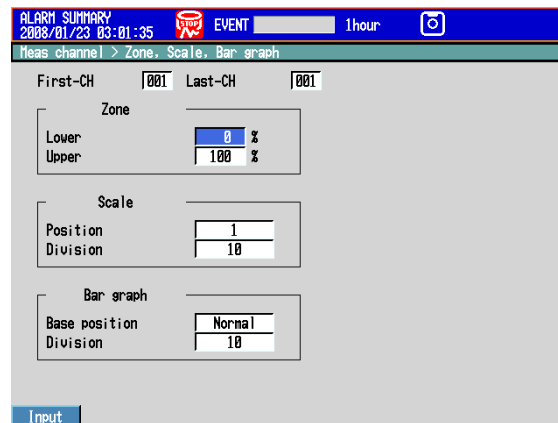 ALARM SUMMARY
2008/01/23 03:01:35 STOP EVENT 1hour
Meas channel > Zone, Scale, Bar graph
First-CH 001 Last-CH 001
Zone
Lower 0 %
Upper 100 %
Scale
Position 1
Division 10
Bar graph
Base position Normal
Division 10
Input